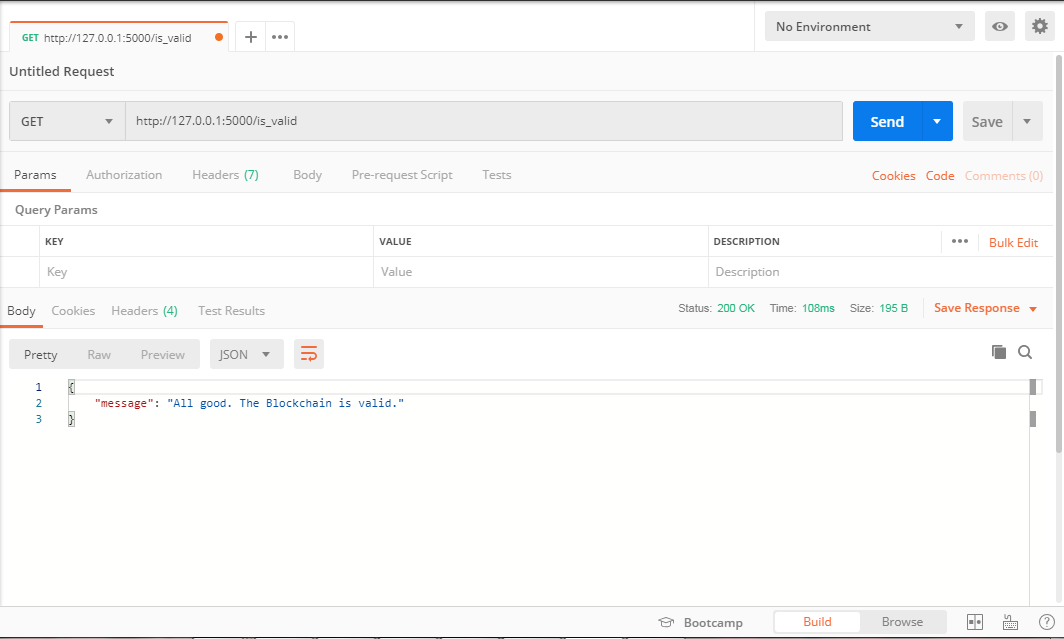 GET http://127.0.0.1:5000/is_valid
No Environment
Untitled Request
GET http://127.0.0.1:5000/is_valid Send Save
Params Authorization Headers (7) Body Pre-request Script Tests Cookies Code Comments (0)
Query Params
KEY VALUE DESCRIPTION Bulk Edit
Key Value Description
Body Cookies Headers (4) Test Results Status: 200 OK Time: 108ms Size: 195 B Save Response
Pretty Raw Preview JSON
1 {
2 "message": "All good. The Blockchain is valid."
3 }
Bootcamp Build Browse